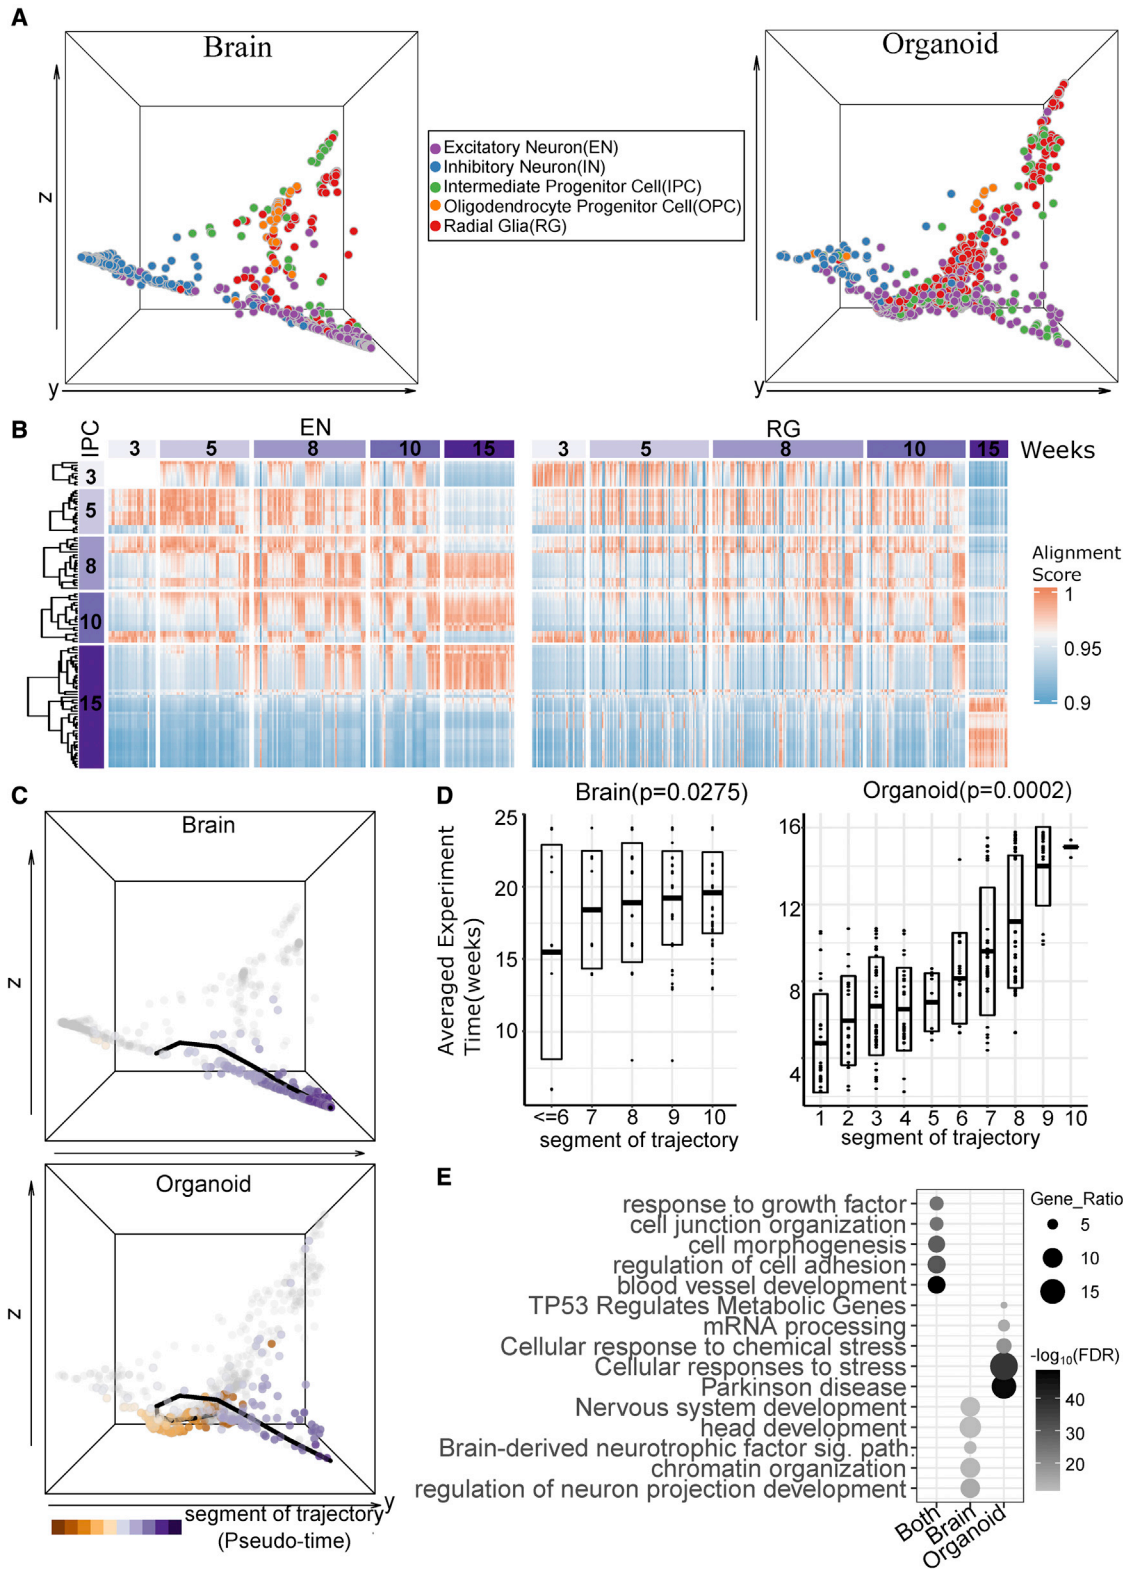 A
Brain
Organoid
z
y
y
Excitatory Neuron(EN)
Inhibitory Neuron(IN)
Intermediate Progenitor Cell(IPC)
Oligodendrocyte Progenitor Cell(OPC)
Radial Glia(RG)
B
IPC
EN
RG
3 5 8 10 15
3 5 8 10 15
Weeks
3
5
8
10
15
Alignment
Score
1
0.95
0.9
C
Brain
z
Organoid
z
y
segment of trajectory
(Pseudo-time)
D
Brain(p=0.0275)
Organoid(p=0.0002)
Averaged Experiment
Time(weeks)
25
20
15
10
<=6 7 8 9 10
segment of trajectory
16
12
8
4
1 2 3 4 5 6 7 8 9 10
segment of trajectory
E
response to growth factor
cell junction organization
cell morphogenesis
regulation of cell adhesion
blood vessel development
TP53 Regulates Metabolic Genes
mRNA processing
Cellular response to chemical stress
Cellular responses to stress
Parkinson disease
Nervous system development
head development
Brain-derived neurotrophic factor sig. path.
chromatin organization
regulation of neuron projection development
Both
Brain
Organoid
Gene_Ratio
5
10
15
-log10(FDR)
40
30
20